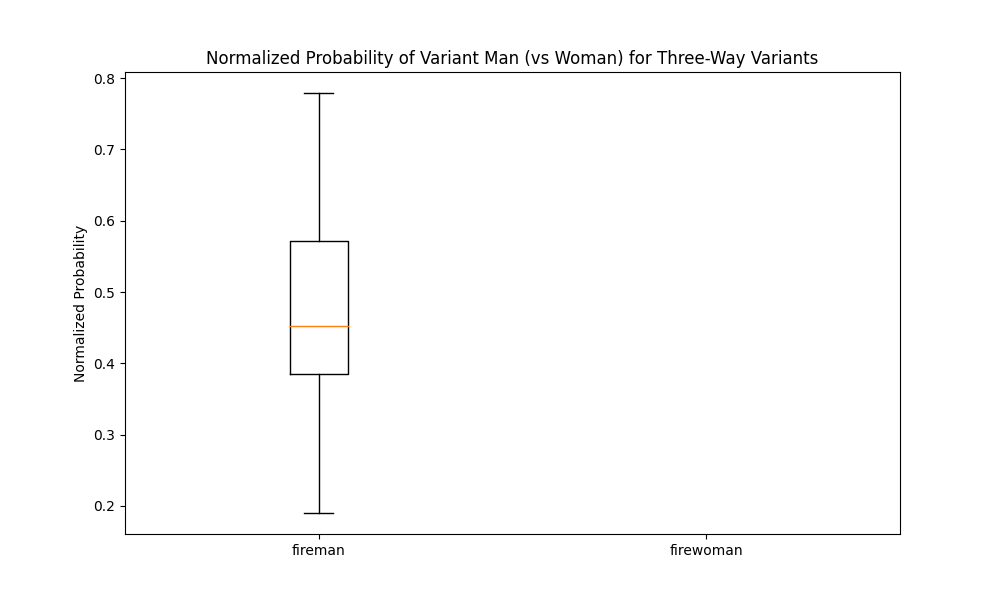 Normalized Probability of Variant Man (vs Woman) for Three-Way Variants
Normalized Probability
0.8
0.7
0.6
0.5
0.4
0.3
0.2
fireman
firewoman